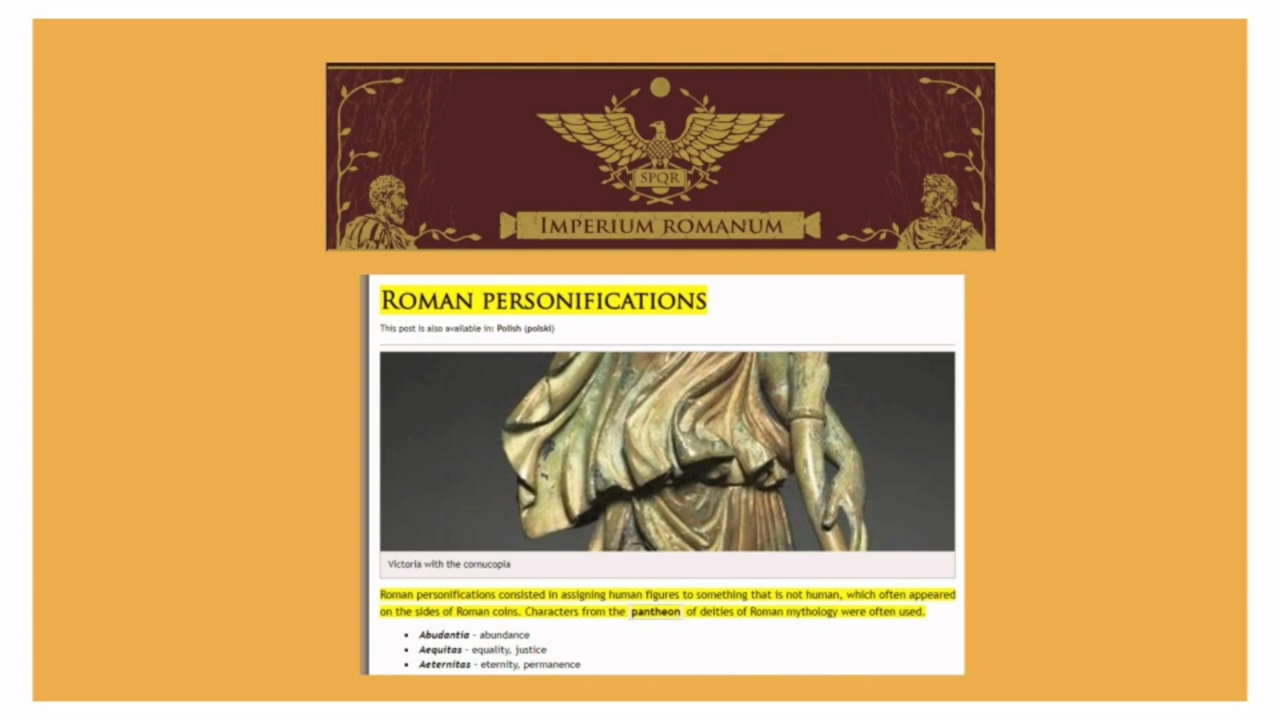 SPQR
IMPERIUM ROMANUM
ROMAN PERSONIFICATIONS
This post is also available in: Polish (polski)
Victoria with the cornucopia
Roman personifications consisted in assigning human figures to something that is not human, which often appeared
on the sides of Roman coins. Characters from the pantheon of deities of Roman mythology were often used.
• Abudantia - abundance
• Aequitas - equality, justice
• Aeternitas - eternity, permanence